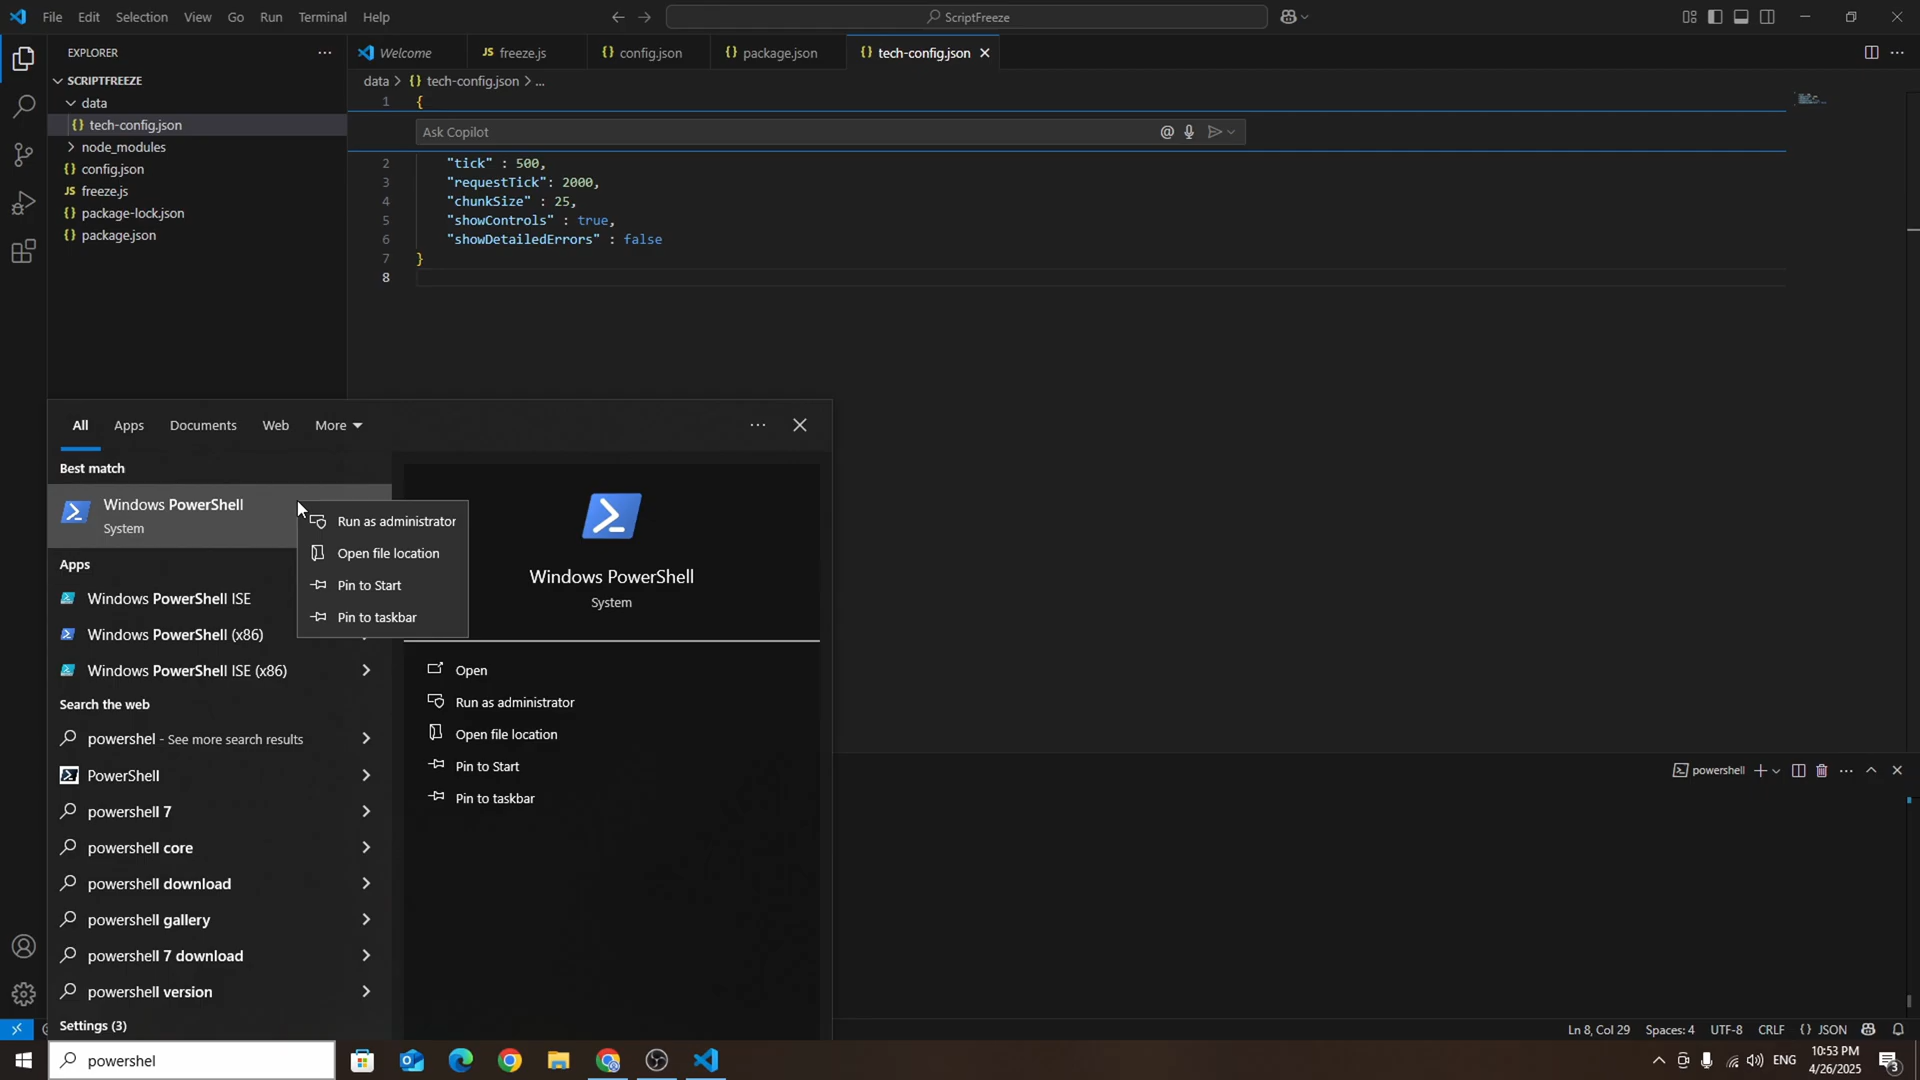 File Edit Selection View Go Run Terminal Help
ScriptFreeze
EXPLORER
Welcome
JS freeze.js
{} config.json
{} package.json
{} tech-config.json
SCRIPTFREEZE
data
{} tech-config.json
node_modules
{} config.json
JS freeze.js
{} package-lock.json
{} package.json
data > {} tech-config.json > ...
1 {
Ask Copilot
2 "tick" : 500,
3 "requestTick": 2000,
4 "chunkSize" : 25,
5 "showControls" : true,
6 "showDetailedErrors" : false
7 }
8
All Apps Documents Web More
Best match
Windows PowerShell
System
Run as administrator
Open file location
Pin to Start
Pin to taskbar
Apps
Windows PowerShell ISE
Windows PowerShell (x86)
Windows PowerShell ISE (x86)
Search the web
powershel - See more search results
PowerShell
powershell 7
powershell core
powershell download
powershell gallery
powershell 7 download
powershell version
Settings (3)
Windows PowerShell
System
Open
Run as administrator
Open file location
Pin to Start
Pin to taskbar
powershell
Ln 8, Col 29 Spaces: 4 UTF-8 CRLF {} JSON
powershel
ENG
10:53 PM
4/26/2025
3